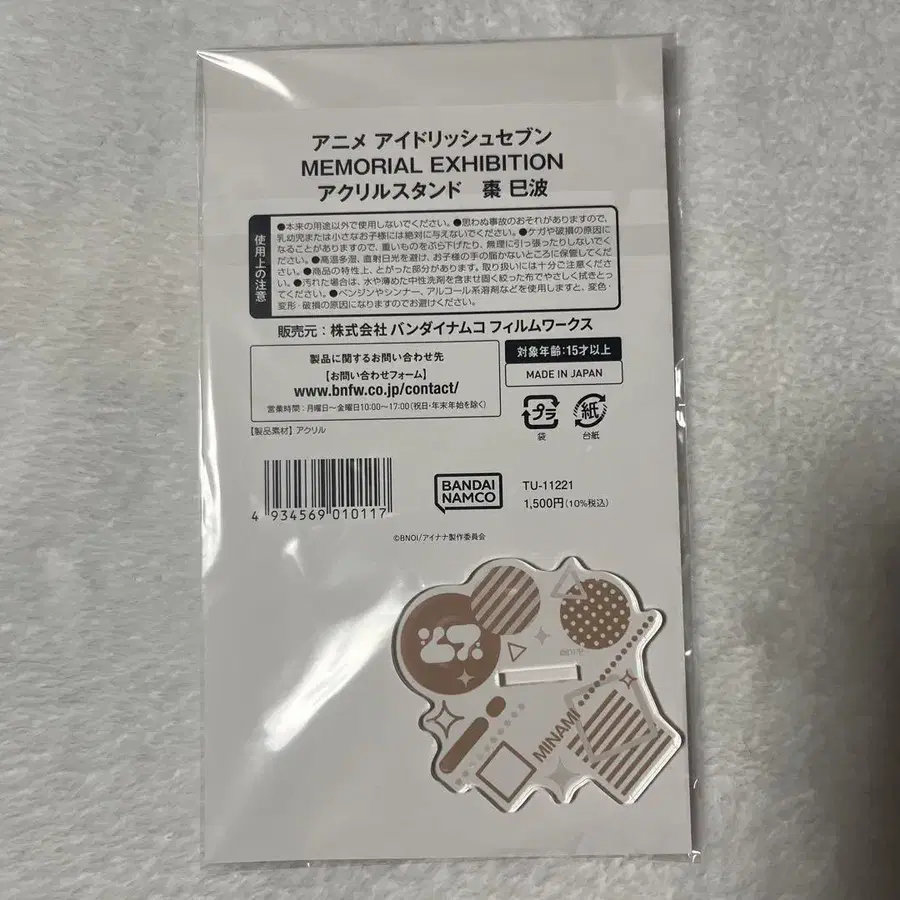 アニメ アイドリッシュセブン
MEMORIAL EXHIBITION
アクリルスタンド 棗 巳波
使用上の注意
●本来の用途以外で使用しないでください。●思わぬ事故のおそれがありますので、
乳幼児または小さなお子様には絶対に与えないでください。●ケガや破損の原因に
なることがありますので、重いものをぶら下げたり、無理に引っ張ったりしないでく
ださい。●高温多湿、直射日光を避け、お子様の手の届かないところに保管してくだ
さい。●商品の特性上、とがった部分があります。取り扱いには十分ご注意くださ
い。●汚れた場合は、水や薄めた中性洗剤を含ませ固く絞った布でやさしく拭きとっ
てください。●ベンジンやシンナー、アルコール系溶剤などを使用しますと、変色・
変形・破損の原因になりますのでお避けください。
販売元：株式会社 バンダイナムコ フィルムワークス
製品に関するお問い合わせ先
【お問い合わせフォーム】
www.bnfw.co.jp/contact/
営業時間：月曜日～金曜日10:00～17:00(祝日・年末年始を除く)
対象年齢:15才以上
MADE IN JAPAN
プラ
袋
紙
台紙
【製品素材】アクリル
4 934569 010117
BANDAI
NAMCO
TU-11221
1,500円(10%税込)
©BNOI/アイナナ製作委員会
MINAMI